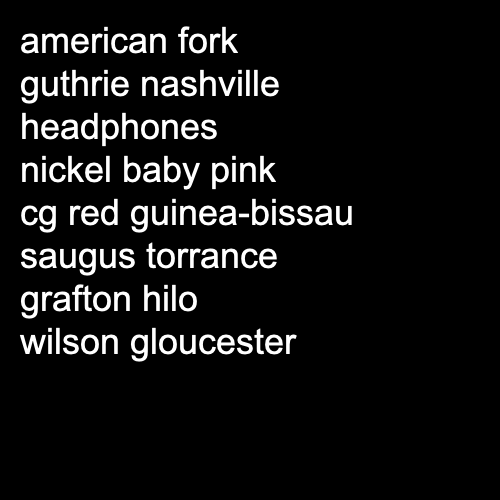 american fork
guthrie nashville
headphones
nickel baby pink
cg red guinea-bissau
saugus torrance
grafton hilo
wilson gloucester